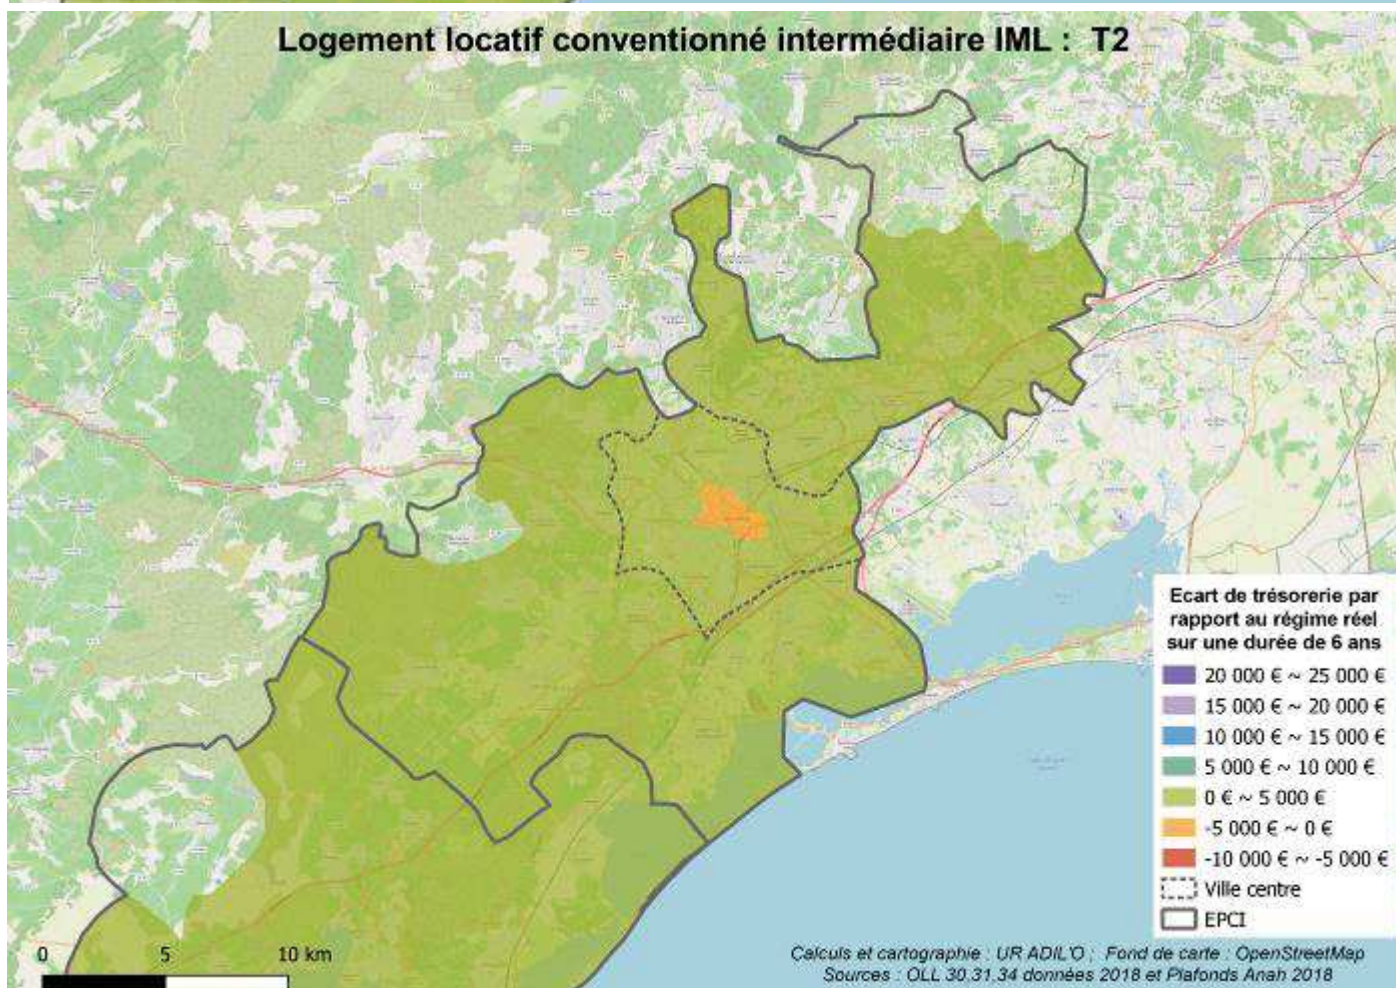 Logement locatif conventionné intermédiaire IML : T2
Ecart de trésorerie par
rapport au régime réel
sur une durée de 6 ans
20 000 € ~ 25 000 €
15 000 € ~ 20 000 €
10 000 € ~ 15 000 €
5 000 € ~ 10 000 €
0 € ~ 5 000 €
-5 000 € ~ 0 €
-10 000 € ~ -5 000 €
Ville centre
EPCI
0 5 10 km
Calculs et cartographie : UR ADIL'O ; Fond de carte : OpenStreetMap
Sources : OLL 30,31,34 données 2018 et Plafonds Anah 2018